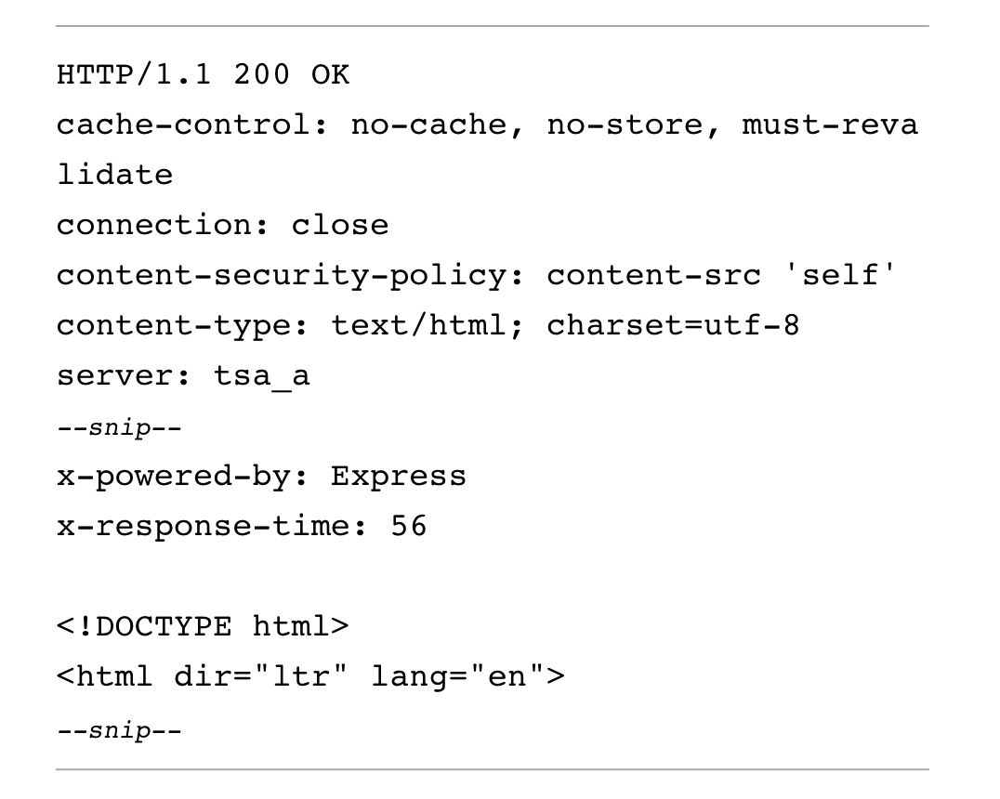 HTTP/1.1 200 OK
cache-control: no-cache, no-store, must-reva
lidate
connection: close
content-security-policy: content-src 'self'
content-type: text/html; charset=utf-8
server: tsa_a
--snip--
x-powered-by: Express
x-response-time: 56

<!DOCTYPE html>
<html dir="ltr" lang="en">
--snip--